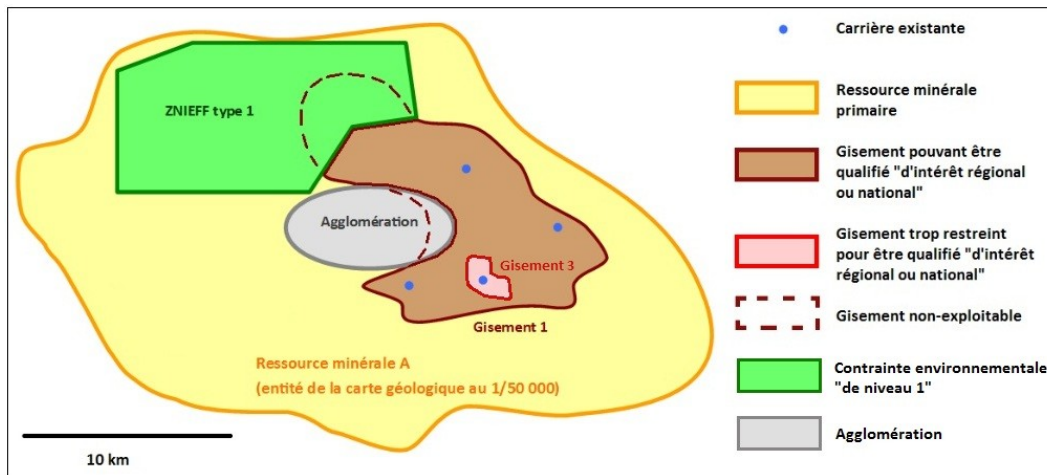 ZNIEFF type 1
Agglomération
Gisement 3
Gisement 1
Ressource minérale A
(entité de la carte géologique au 1/50 000)
10 km
Carrière existante
Ressource minérale
primaire
Gisement pouvant être
qualifié "d'intérêt régional
ou national"
Gisement trop restreint
pour être qualifié "d'intérêt
régional ou national"
Gisement non-exploitable
Contrainte environnementale
"de niveau 1"
Agglomération